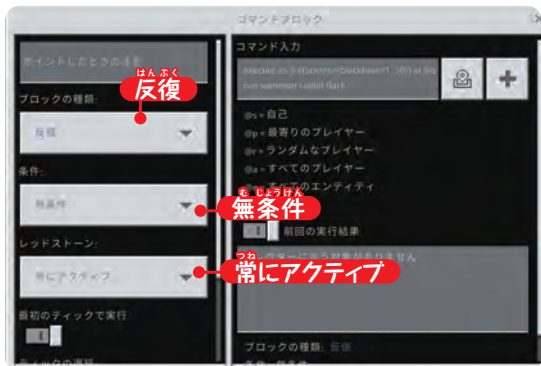 コマンドブロック
ポイントしたときのメモ
ブロックの種類:
反復
はんぷく
反復
条件:
無条件
むじょうけん
無条件
レッドストーン:
常にアクティブ
つね
常にアクティブ
最初のティックで実行
コマンド入力
run summon rabbit
@s = 自己
@p = 最寄りのプレイヤー
@r = ランダムなプレイヤー
@a = すべてのプレイヤー
すべてのエンティティ
前回の実行結果
ブロックの種類: 反復